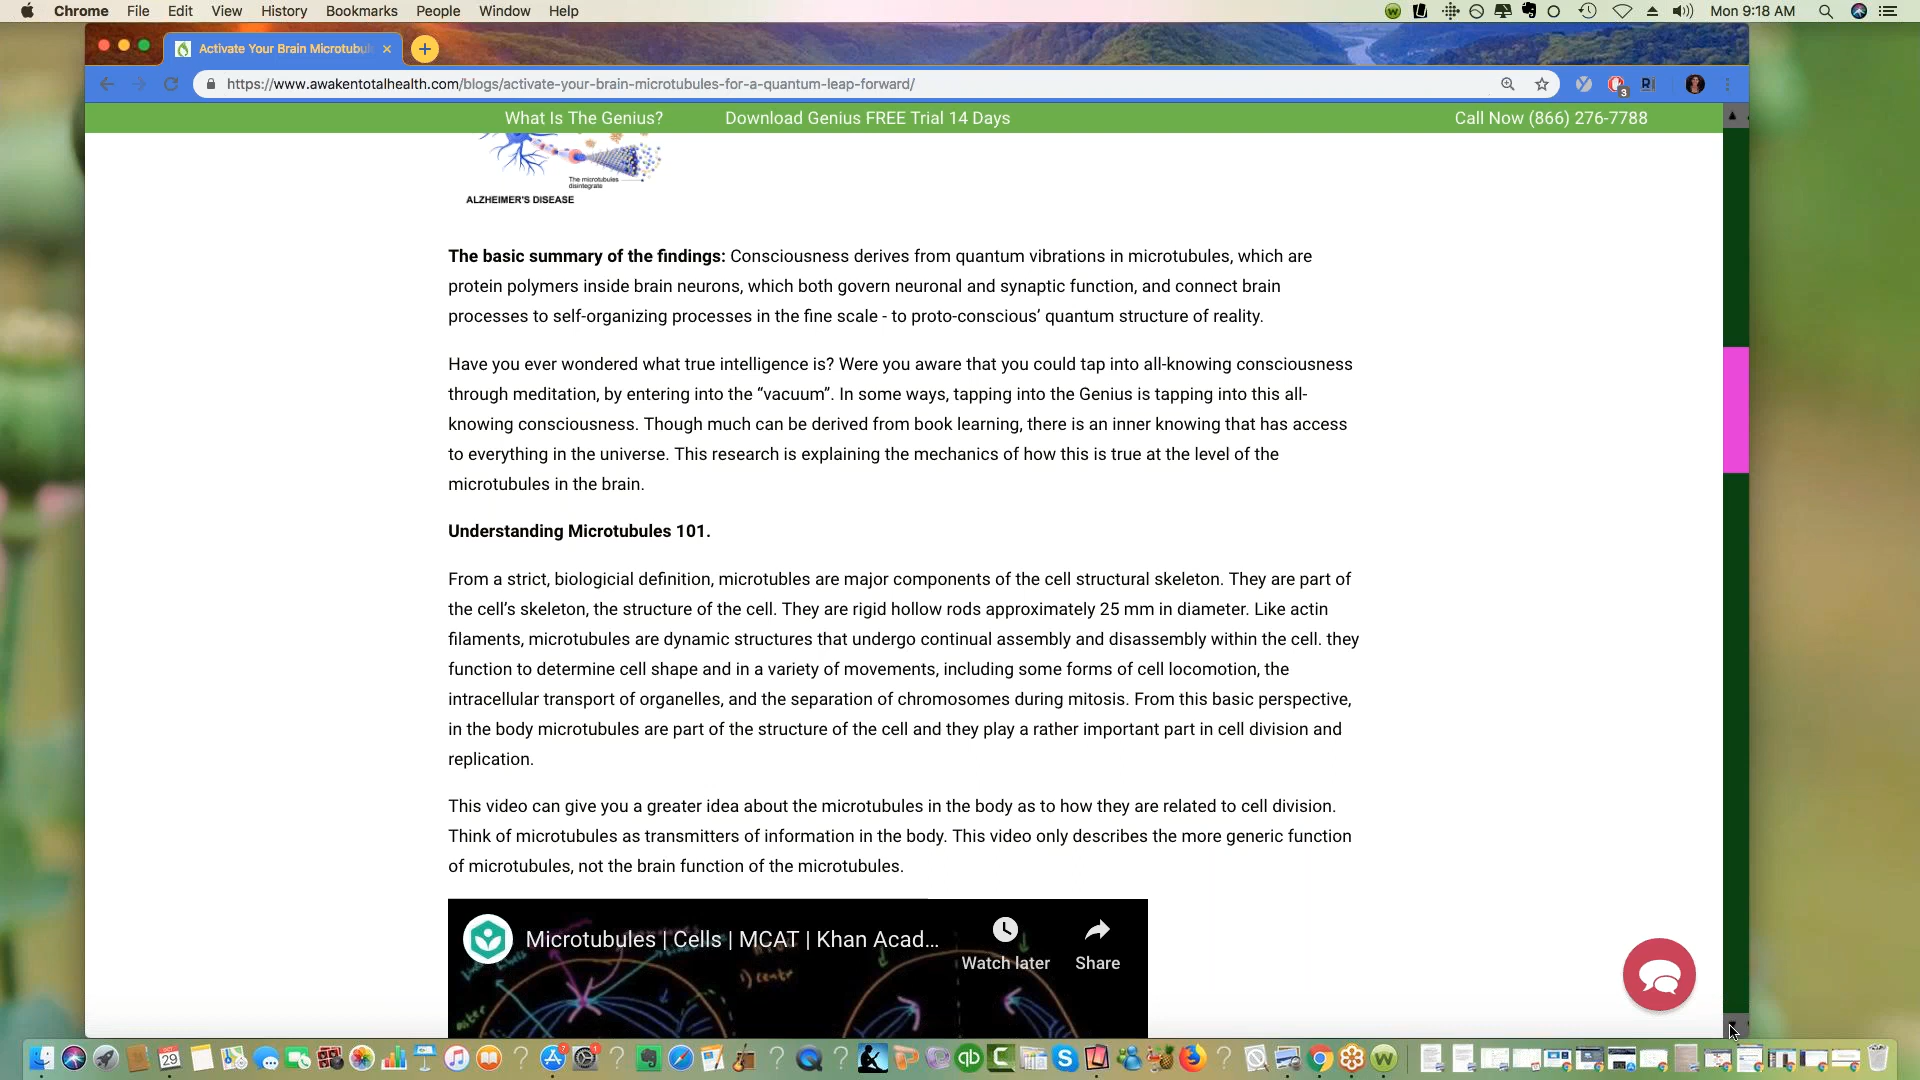 Chrome File Edit View History Bookmarks People Window Help
Mon 9:18 AM
Activate Your Brain Microtubul
https://www.awakentotalhealth.com/blogs/activate-your-brain-microtubules-for-a-quantum-leap-forward/
3
What Is The Genius? Download Genius FREE Trial 14 Days Call Now (866) 276-7788
The microtubules
disintegrate
ALZHEIMER'S DISEASE
The basic summary of the findings: Consciousness derives from quantum vibrations in microtubules, which are
protein polymers inside brain neurons, which both govern neuronal and synaptic function, and connect brain
processes to self-organizing processes in the fine scale - to proto-conscious’ quantum structure of reality.
Have you ever wondered what true intelligence is? Were you aware that you could tap into all-knowing consciousness
through meditation, by entering into the “vacuum”. In some ways, tapping into the Genius is tapping into this all-
knowing consciousness. Though much can be derived from book learning, there is an inner knowing that has access
to everything in the universe. This research is explaining the mechanics of how this is true at the level of the
microtubules in the brain.
Understanding Microtubules 101.
From a strict, biologicial definition, microtubles are major components of the cell structural skeleton. They are part of
the cell’s skeleton, the structure of the cell. They are rigid hollow rods approximately 25 mm in diameter. Like actin
filaments, microtubules are dynamic structures that undergo continual assembly and disassembly within the cell. they
function to determine cell shape and in a variety of movements, including some forms of cell locomotion, the
intracellular transport of organelles, and the separation of chromosomes during mitosis. From this basic perspective,
in the body microtubules are part of the structure of the cell and they play a rather important part in cell division and
replication.
This video can give you a greater idea about the microtubules in the body as to how they are related to cell division.
Think of microtubules as transmitters of information in the body. This video only describes the more generic function
of microtubules, not the brain function of the microtubules.
Microtubules | Cells | MCAT | Khan Acad...
Watch later Share